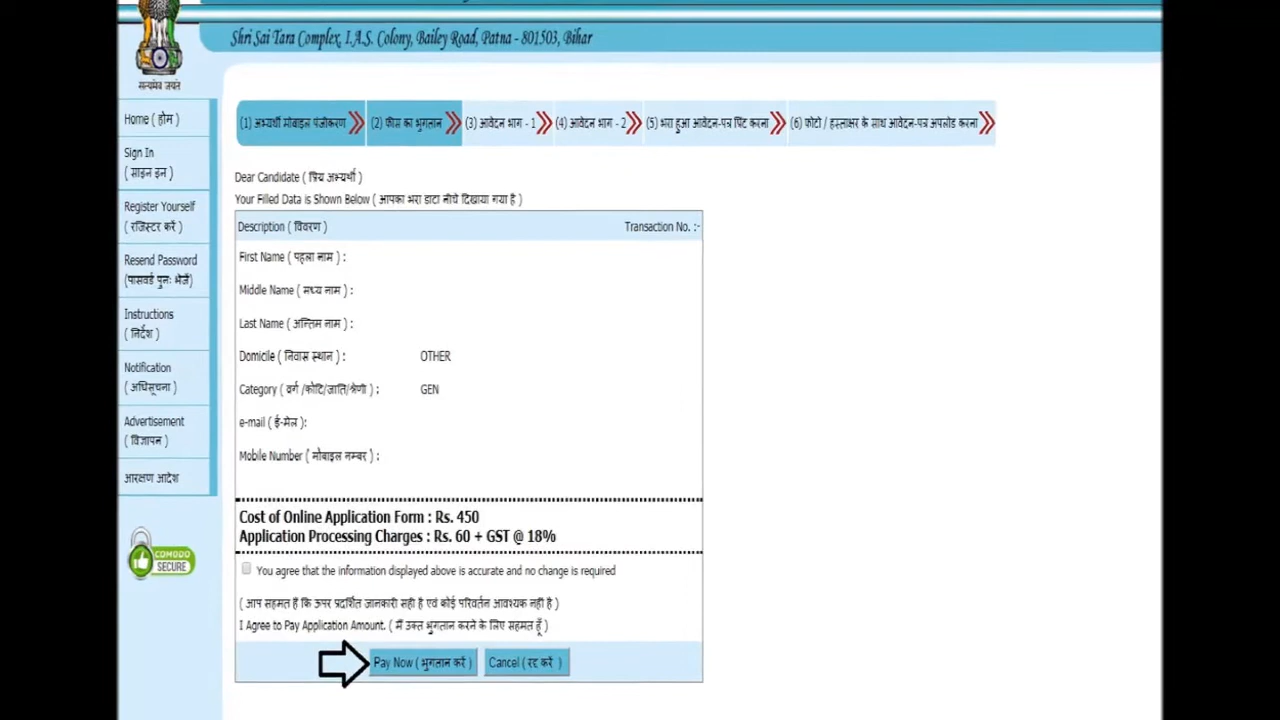 Shri Sai Tara Complex, I.A.S. Colony, Bailey Road, Patna - 801503, Bihar
सत्यमेव जयते
Home ( होम )
Sign In
( साइन इन )
Register Yourself
( रजिस्टर करें )
Resend Password
(पासवर्ड पुनः भेजें)
Instructions
( निर्देश )
Notification
( अधिसूचना )
Advertisement
( विज्ञापन )
आरक्षण आदेश
COMODO
SECURE
(1) अभ्यर्थी मोबाइल पंजीकरण
(2) फीस का भुगतान
(3) आवेदन भाग - 1
(4) आवेदन भाग - 2
(5) भरा हुआ आवेदन-पत्र प्रिंट करना
(6) फोटो / हस्ताक्षर के साथ आवेदन-पत्र अपलोड करना
Dear Candidate ( प्रिय अभ्यर्थी )
Your Filled Data is Shown Below ( आपका भरा डाटा नीचे दिखाया गया है )
Description ( विवरण ) Transaction No. :-
First Name ( पहला नाम ) :
Middle Name ( मध्य नाम ) :
Last Name ( अन्तिम नाम ) :
Domicile ( निवास स्थान ) : OTHER
Category ( वर्ग /कोटि/जाति/श्रेणी ) : GEN
e-mail ( ई-मेल ):
Mobile Number ( मोबाइल नम्बर ) :
Cost of Online Application Form : Rs. 450
Application Processing Charges : Rs. 60 + GST @ 18%
You agree that the information displayed above is accurate and no change is required
( आप सहमत हैं कि ऊपर प्रदर्शित जानकारी सही है एवं कोई परिवर्तन आवश्यक नहीं है )
I Agree to Pay Application Amount. ( मैं उक्त भुगतान करने के लिए सहमत हूँ )
Pay Now ( भुगतान करें ) Cancel ( रद्द करें )